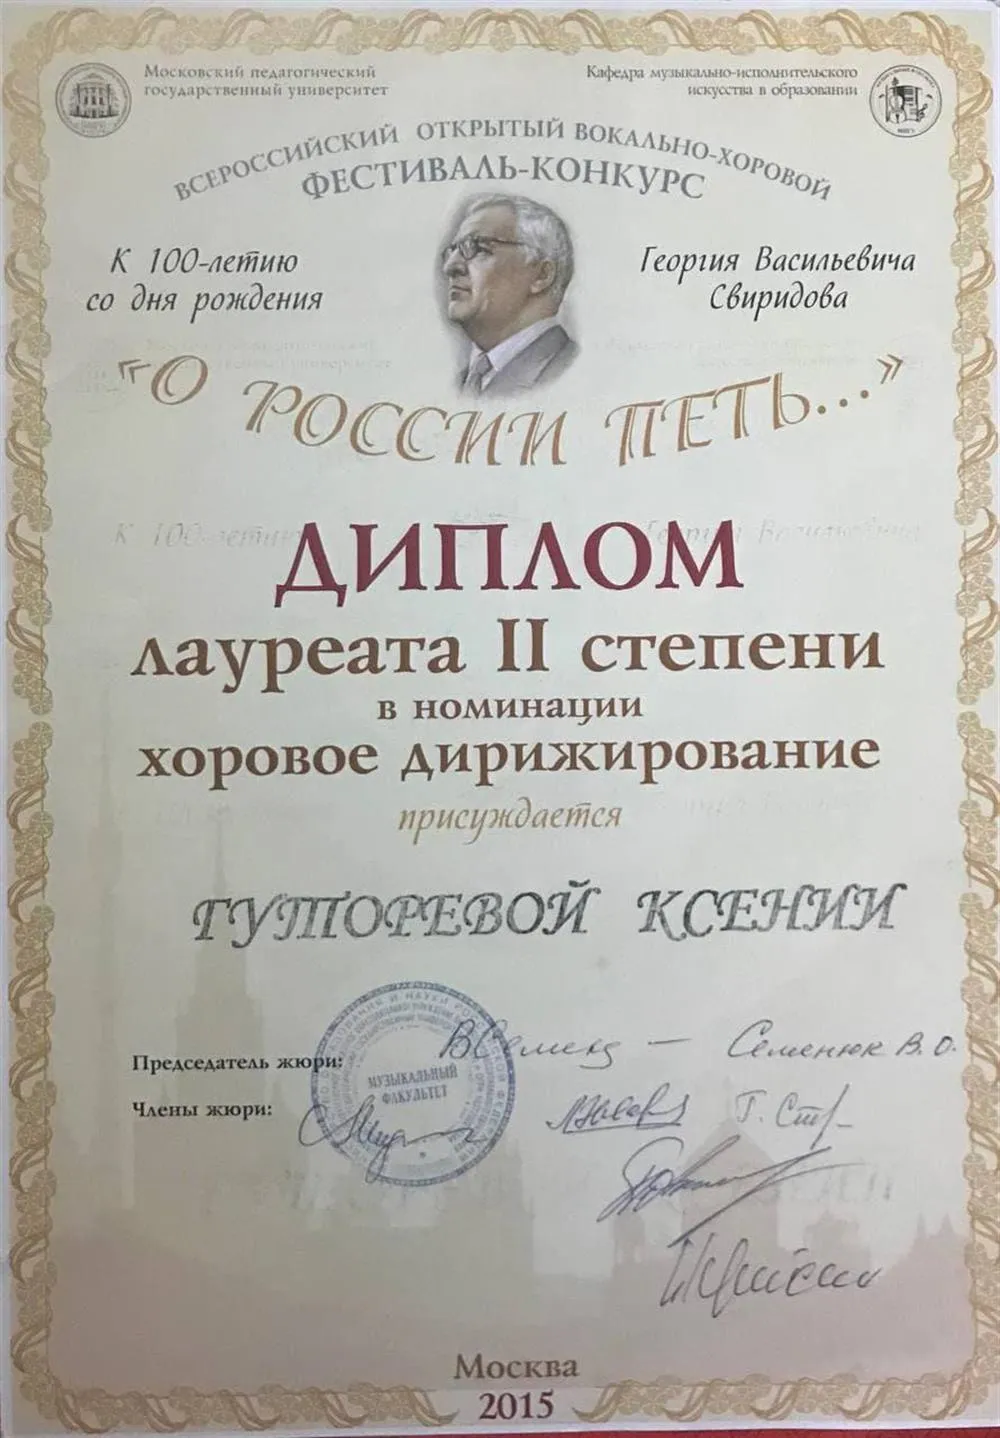 Московский педагогический
государственный университет
Кафедра музыкально-исполнительского
искусства в образовании
ВСЕРОССИЙСКИЙ ОТКРЫТЫЙ ВОКАЛЬНО-ХОРОВОЙ
ФЕСТИВАЛЬ-КОНКУРС
К 100-летию
со дня рождения
Георгия Васильевича
Свиридова
"О РОССИИ ПЕТЬ..."
ДИПЛОМ
лауреата II степени
в номинации
хоровое дирижирование
присуждается
ГУТОРЕВОЙ КСЕНИИ
Председатель жюри:
Семенюк В.О.
Члены жюри:
МУЗЫКАЛЬНЫЙ
ФАКУЛЬТЕТ
Москва
2015